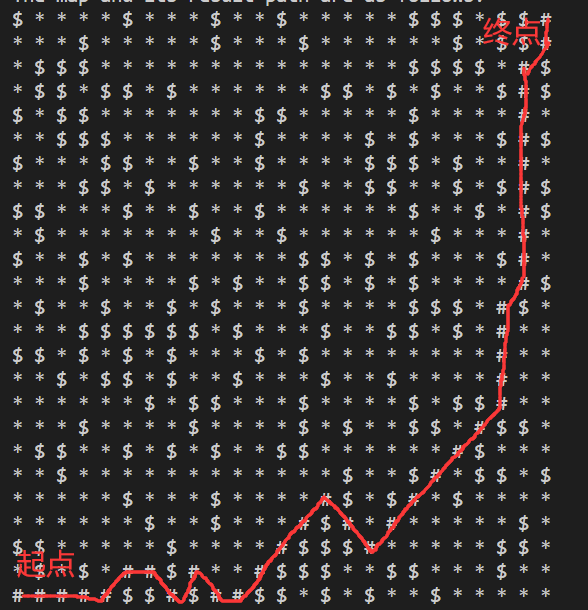 The map and its result path are as follows:
$ * * * * $ * * * $ * * $ * * * * * $ $ $ * $ $ #
终点
* * * $ * * * * * $ * * * $ * * * * * * $ * $ $ #
* $ $ $ * * * * * * * * * * * * * * $ $ $ $ * # $
* $ $ * $ $ * $ * * * * * * $ $ * $ * $ * * $ # $
$ * $ $ * * * * * * * $ $ * * * * * $ * * * * # *
* * $ $ $ * * * * * * $ * * * * $ * $ * * * $ # $
$ * * * $ $ * * $ * * $ * * * * $ $ $ * $ * * # *
* * * $ $ * $ * * * * * * $ * * $ $ * * $ * $ # $
$ $ * * * $ * * $ * * $ * * * * * * $ * * $ * # $
* $ * * * * * * * $ * * $ * * * * * * $ * * * # *
$ * * $ * $ * * * * * * * $ $ * $ * $ * * * $ # *
* * * $ * * * * $ * $ * * $ $ * $ * $ * * * * # $
* $ * * $ * * $ * $ * * * $ * * * * $ $ $ * # $ *
* * * $ $ $ $ $ $ * $ * * * $ * * $ $ * $ * # * *
$ $ * $ * $ * $ * * * $ * $ * * * * * * * * # * *
* * $ * $ $ * $ * * $ * * * $ * * $ * * * * # * *
* * * * * * $ * $ $ * * * $ * * * * $ * $ $ # * *
* * * $ * * * * $ * * * * $ * $ * * $ $ * # $ $ *
* $ $ * * $ * $ * $ * * $ $ * * * * * * # $ * * *
* * $ * * * * * * * * * * * * $ * * $ # * $ $ * $
* * * * * $ * * * $ * * * * # $ * $ # * $ * * * *
* * * * * * $ * * $ * * * # $ # * # * * * * * $ *
$ $ * * * * * $ * * * * # $ $ $ # * * * * * $ $ *
起点
* $ * $ * # # $ # * * # $ $ * * * $ $ * * * $ * *
# # # # # $ $ # $ # # $ $ * $ * $ * * $ * * * * *